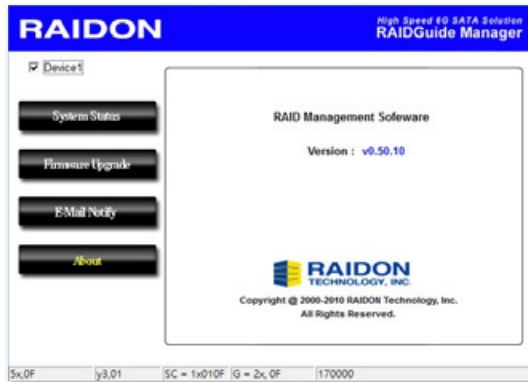 RAIDON
High Speed 6G SATA Solution
RAIDGuide Manager
Device1
System Status
Firmware Upgrade
E-Mail Notify
About
RAID Management Sofeware
Version : v0.50.10
RAIDON
TECHNOLOGY, INC.
Copyright @ 2000-2010 RAIDON Technology, Inc.
All Rights Reserved.
5x,0F
y3,01
SC = 1x010F
G = 2x, 0F
170000